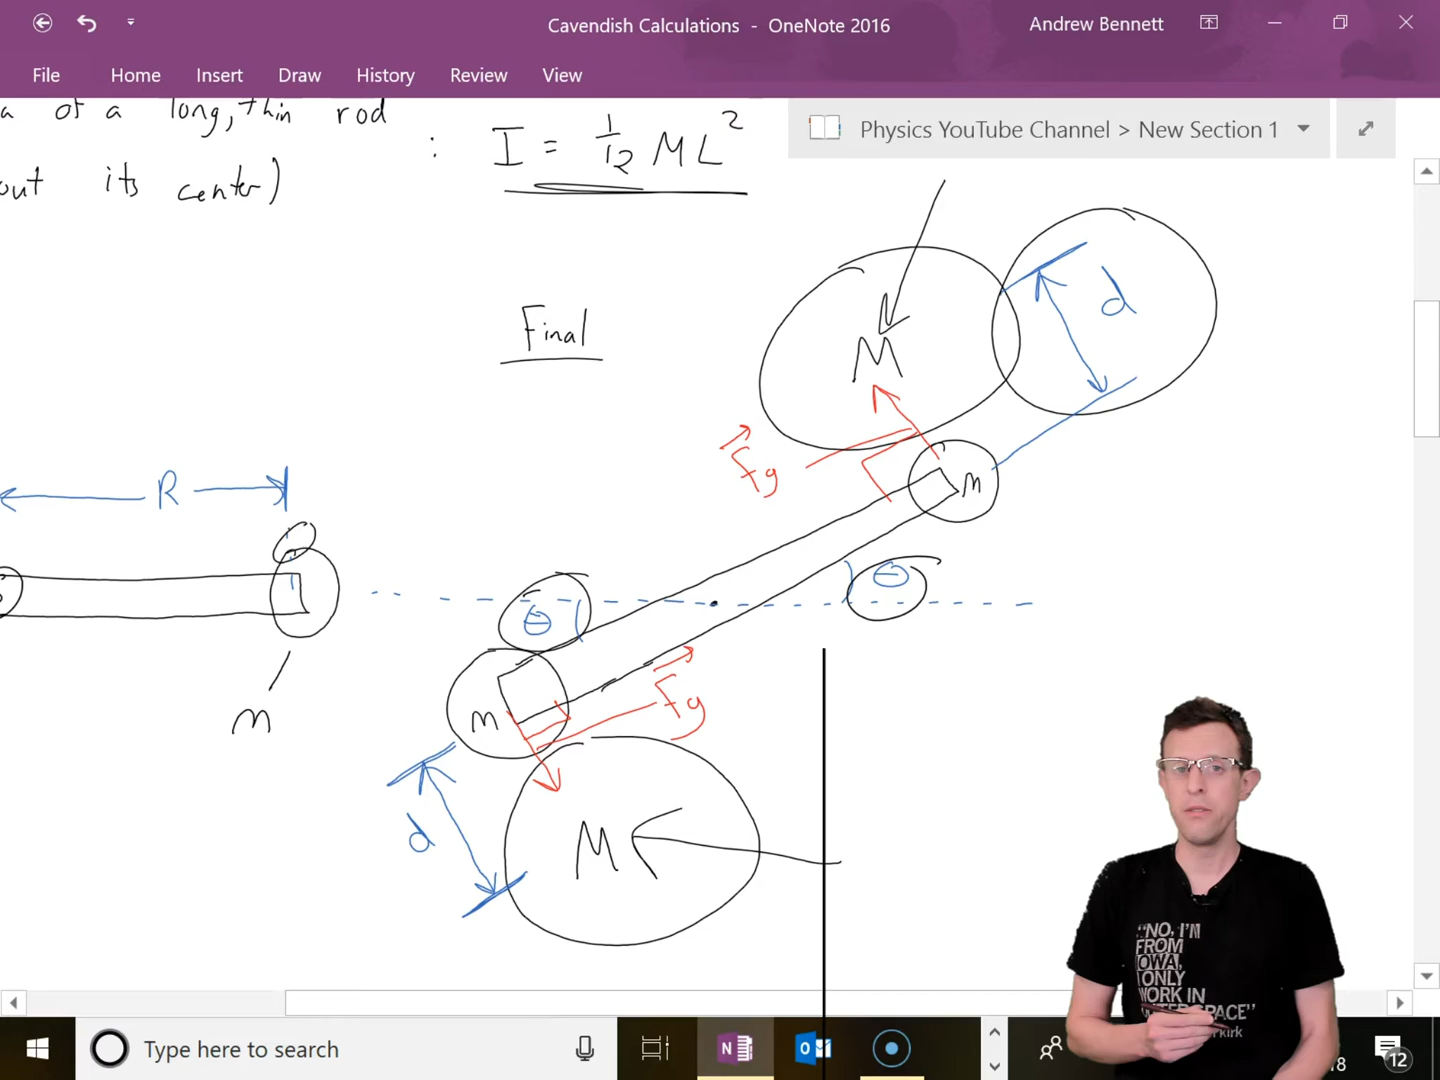 Cavendish Calculations - OneNote 2016
Andrew Bennett
File Home Insert Draw History Review View
Physics YouTube Channel > New Section 1
a of a long, thin rod
out its center)
: I = 1/12 ML²
Final
d
M
Fg
m
R
θ
θ
m
m
Fg
d
M
"NO, I'M
FROM
IOWA,
I ONLY
WORK IN
SPACE"
kirk
Type here to search
N
O
8
12